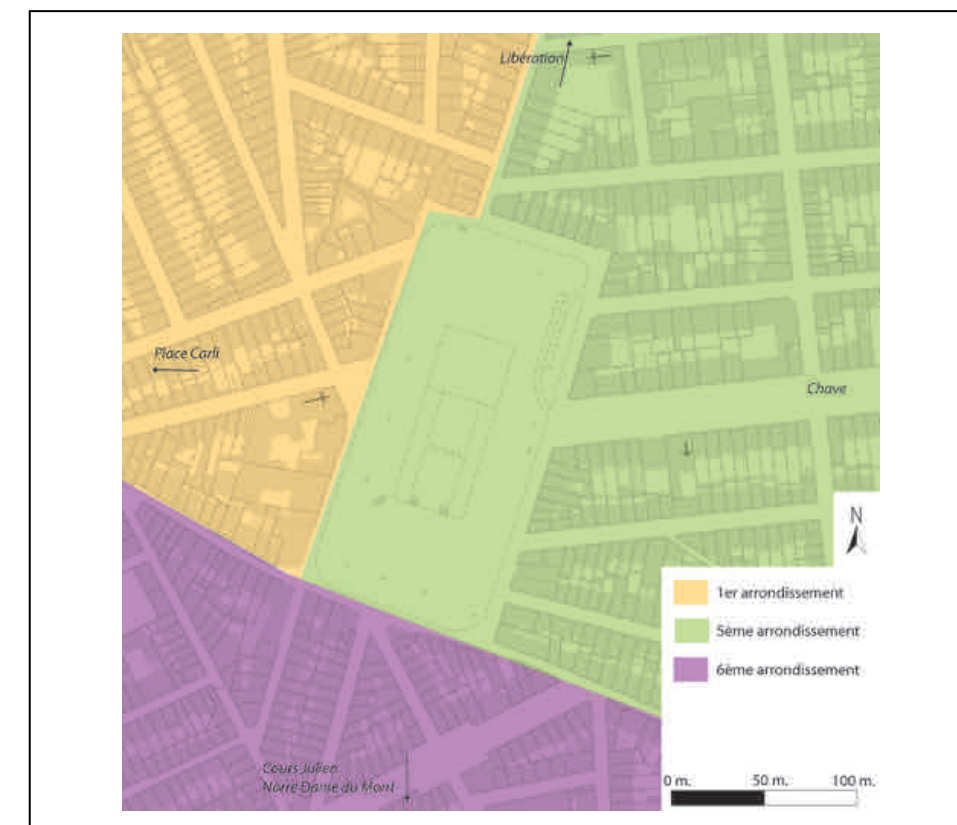 Libération
Place Carli
Chave
N
1er arrondissement
5ème arrondissement
6ème arrondissement
Cours Julien
Notre Dame du Mont
0 m. 50 m. 100 m.